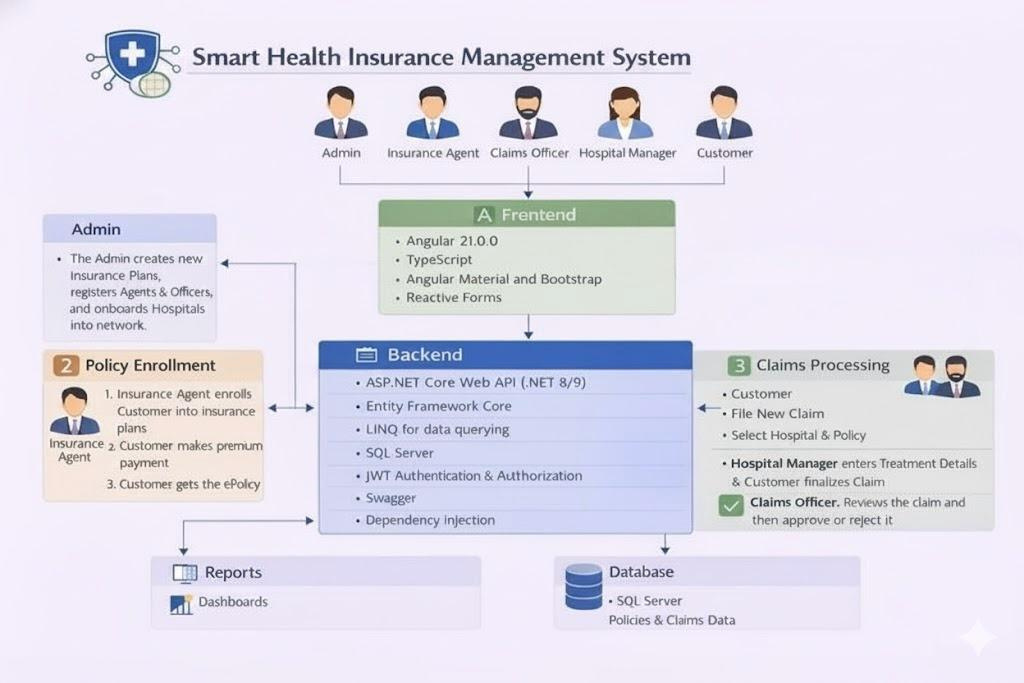 Smart Health Insurance Management System
Admin
Insurance Agent
Claims Officer
Hospital Manager
Customer
A Frentend
• Angular 21.0.0
• TypeScript
• Angular Material and Bootstrap
• Reactive Forms
Admin
• The Admin creates new
Insurance Plans,
registers Agents & Officers,
and onboards Hospitals
into network.
2 Policy Enrollment
Insurance
Agent
1. Insurance Agent enrolls
Customer into insurance
plans
2. Customer makes premium
payment
3. Customer gets the ePolicy
Backend
• ASP.NET Core Web API (.NET 8/9)
• Entity Framework Core
• LINQ for data querying
• SQL Server
• JWT Authentication & Authorization
• Swagger
• Dependency injection
3 Claims Processing
• Customer
• File New Claim
• Select Hospital & Policy
• Hospital Manager enters Treatment Details
& Customer finalizes Claim
Claims Officer. Reviews the claim and
then approve or reject it
Reports
Dashboards
Database
• SQL Server
Policies & Claims Data